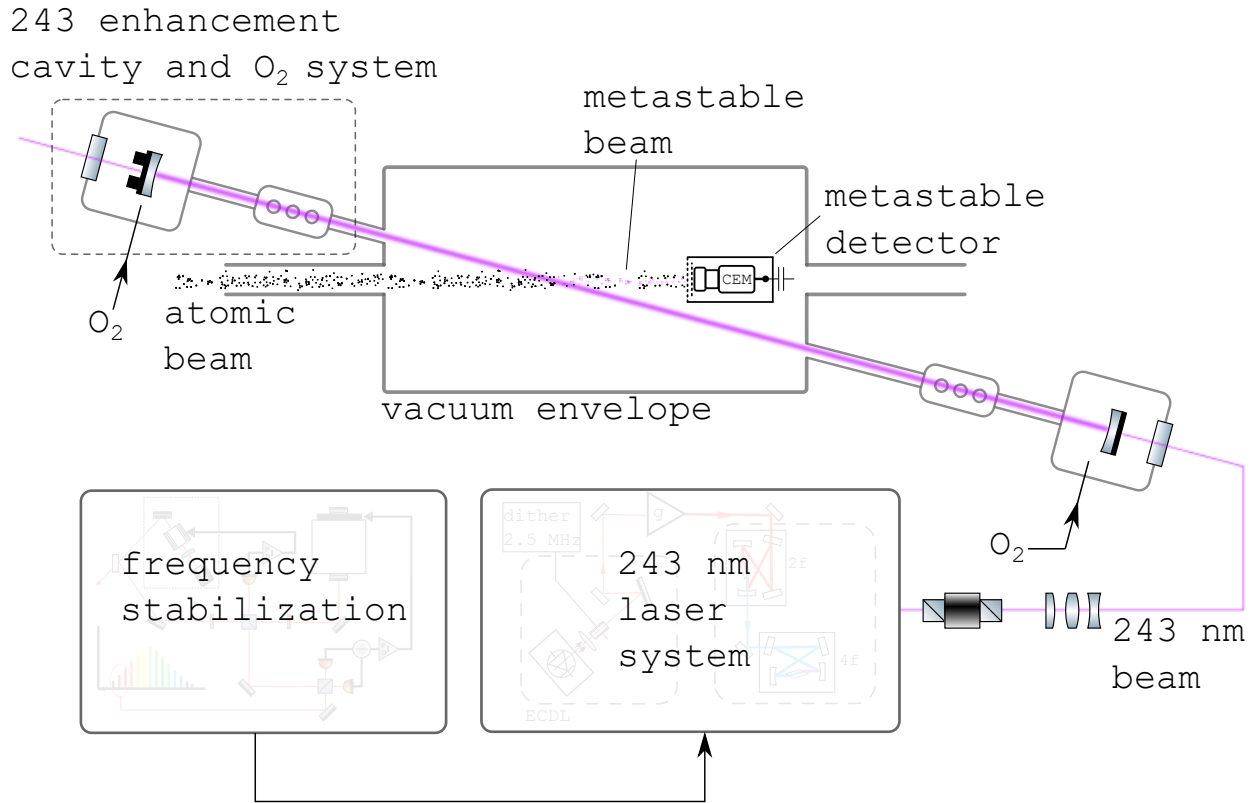 243 enhancement
cavity and O₂ system
metastable
beam
metastable
detector
CEM
O₂
atomic
beam
vacuum envelope
O₂
frequency
stabilization
dither
2.5 MHz
g
2f
4f
ECDL
243 nm
laser
system
243 nm
beam